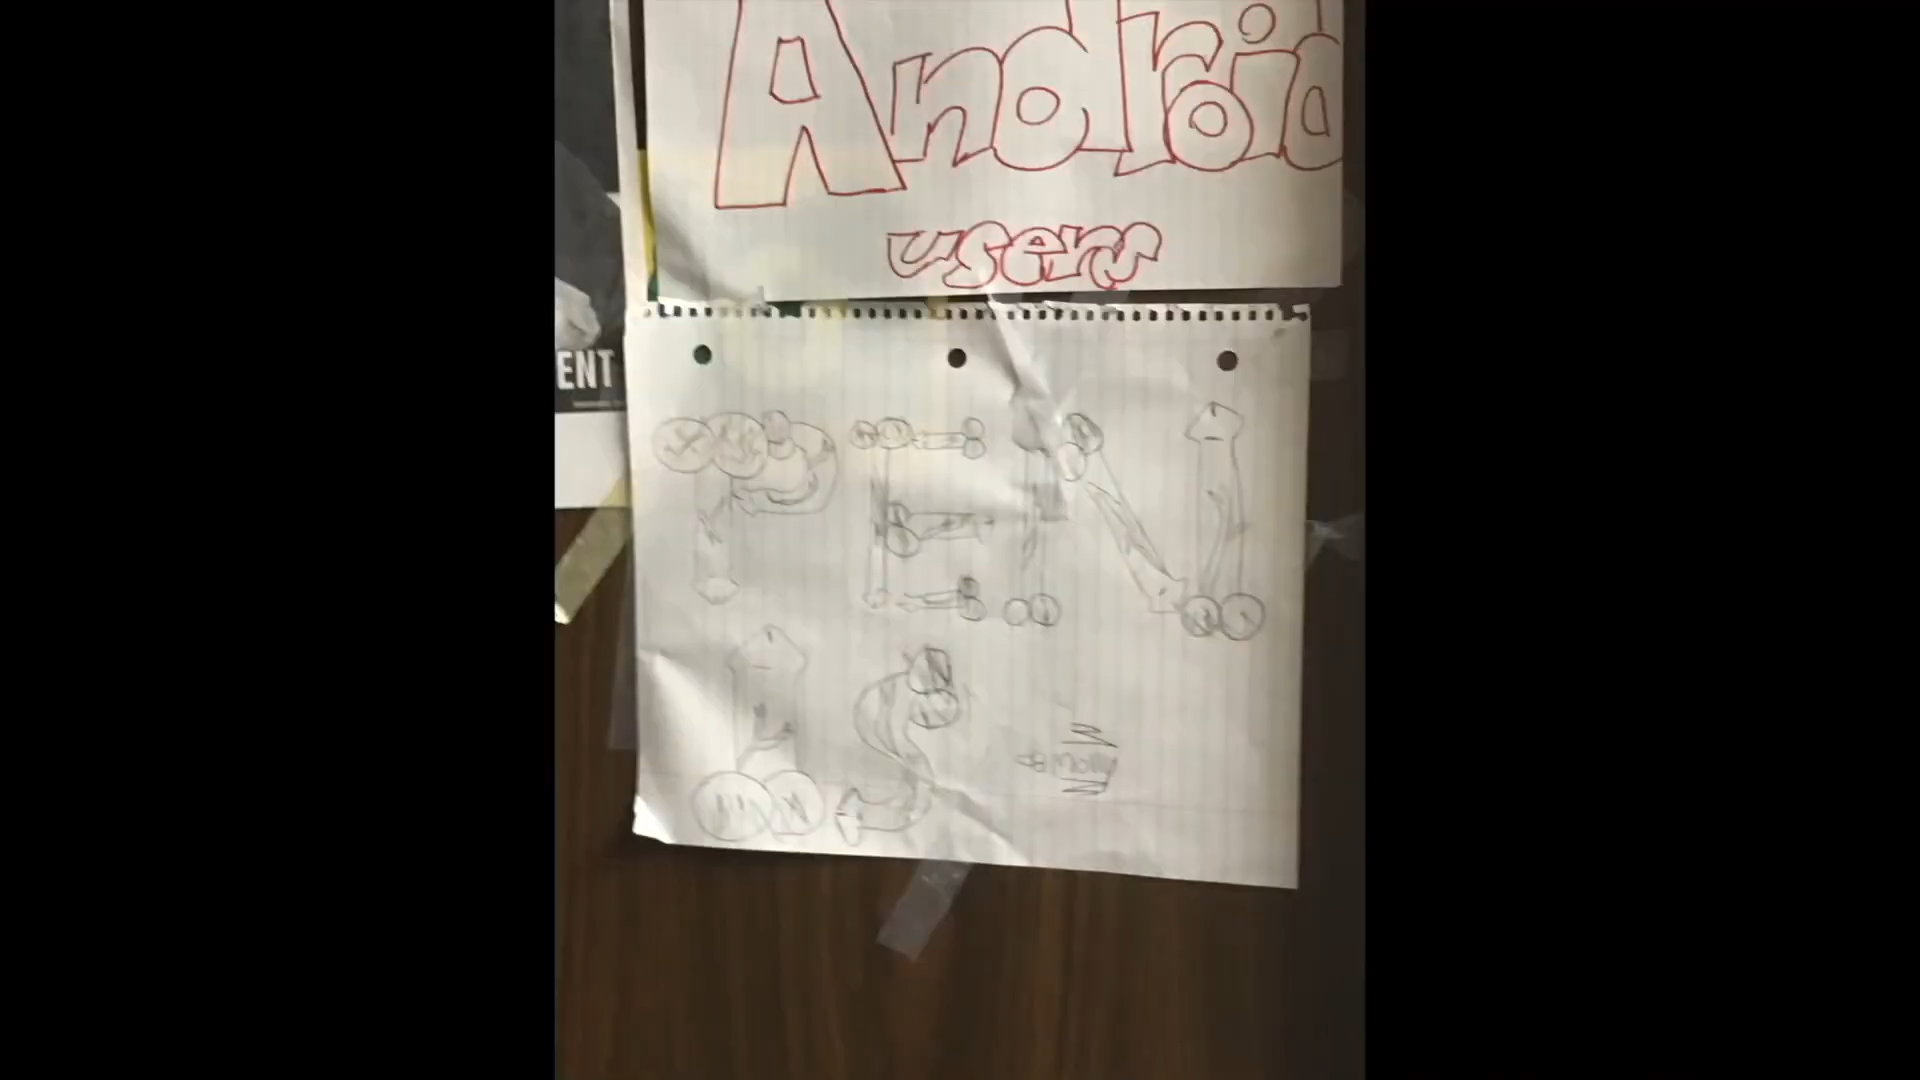 Android
users
ENT
PEN
IS